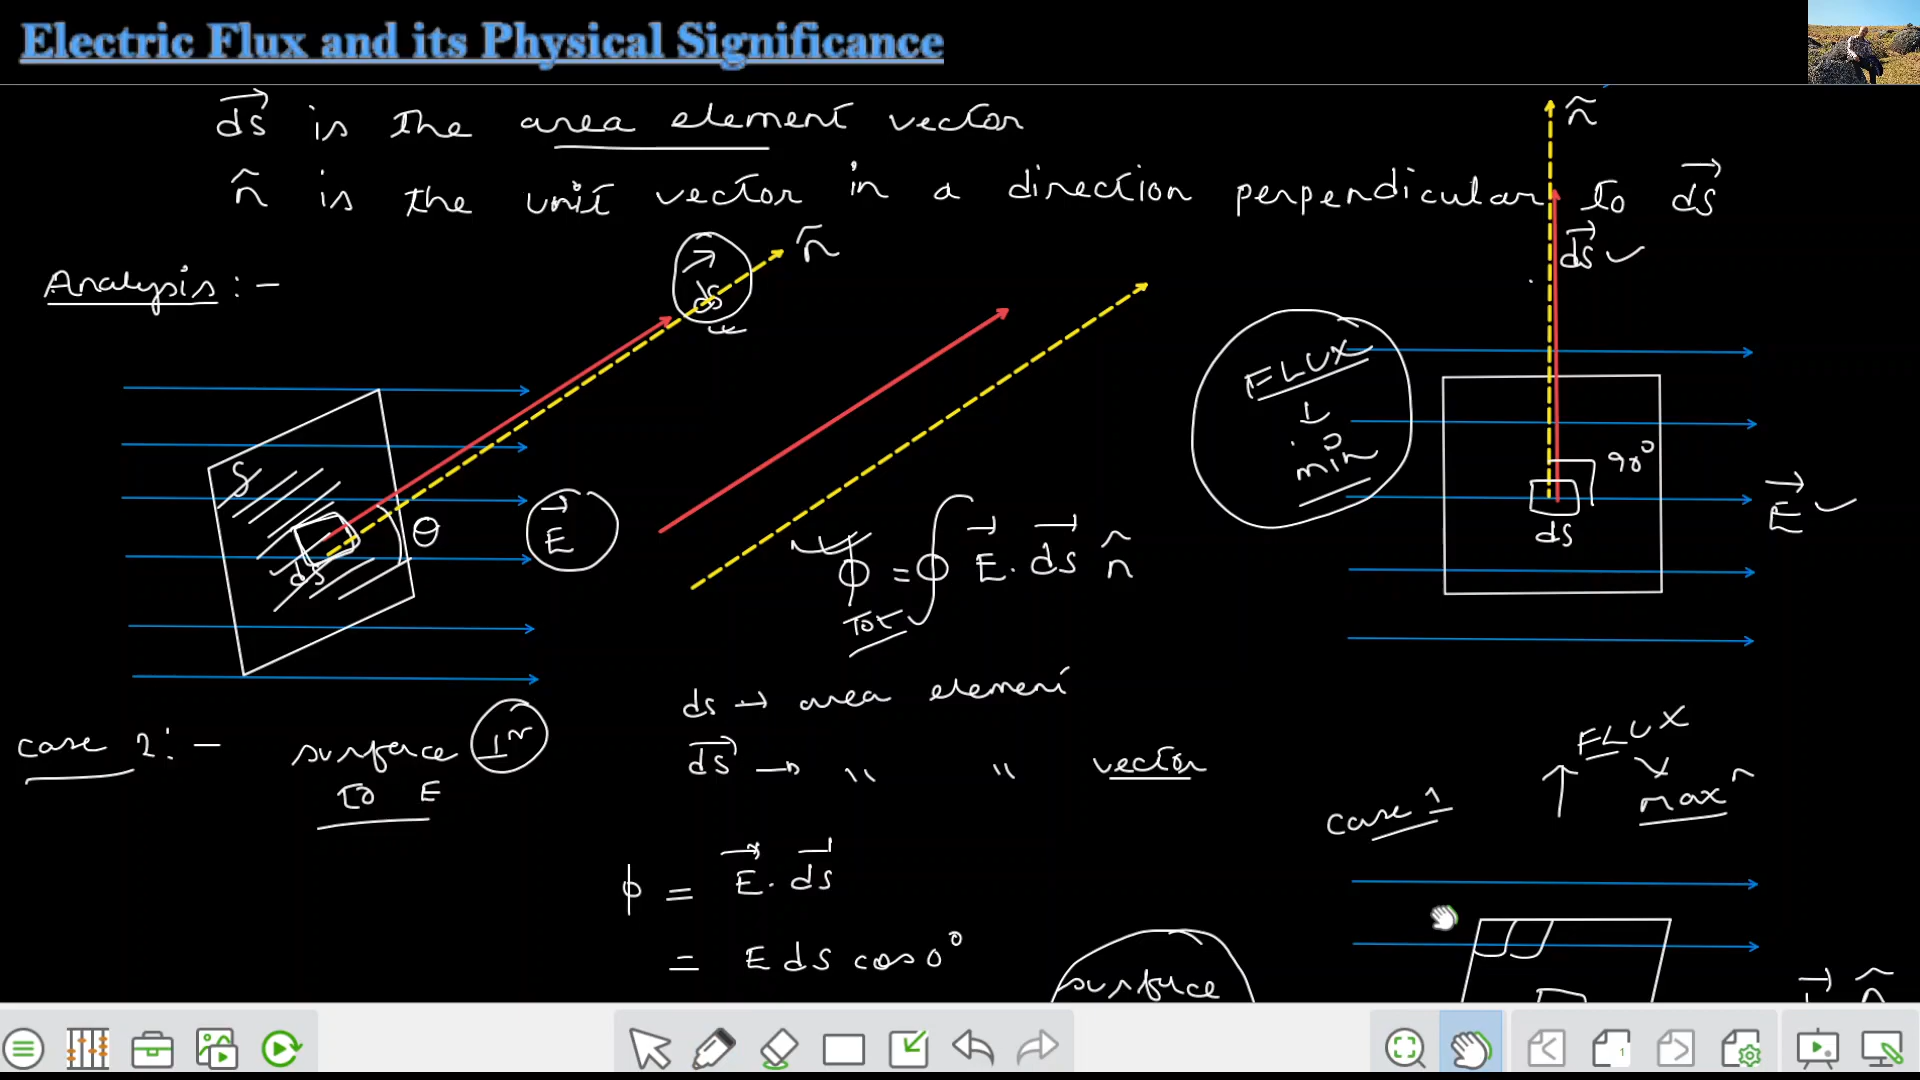 Electric Flux and its Physical Significance
ds is the area element vector
n̂ is the unit vector in a direction perpendicular to ds
n̂
ds
Analysis : -
ds
n̂
FLUX
min
S
θ
ds
E
90°
ds
E
ϕ = ∮ E . ds n̂
TOT
ds → area element
ds → " " vector
case 2 : - surface
to E
FLUX
max
case 1
ϕ = E . ds
= E ds cos 0°
surface
n̂
1